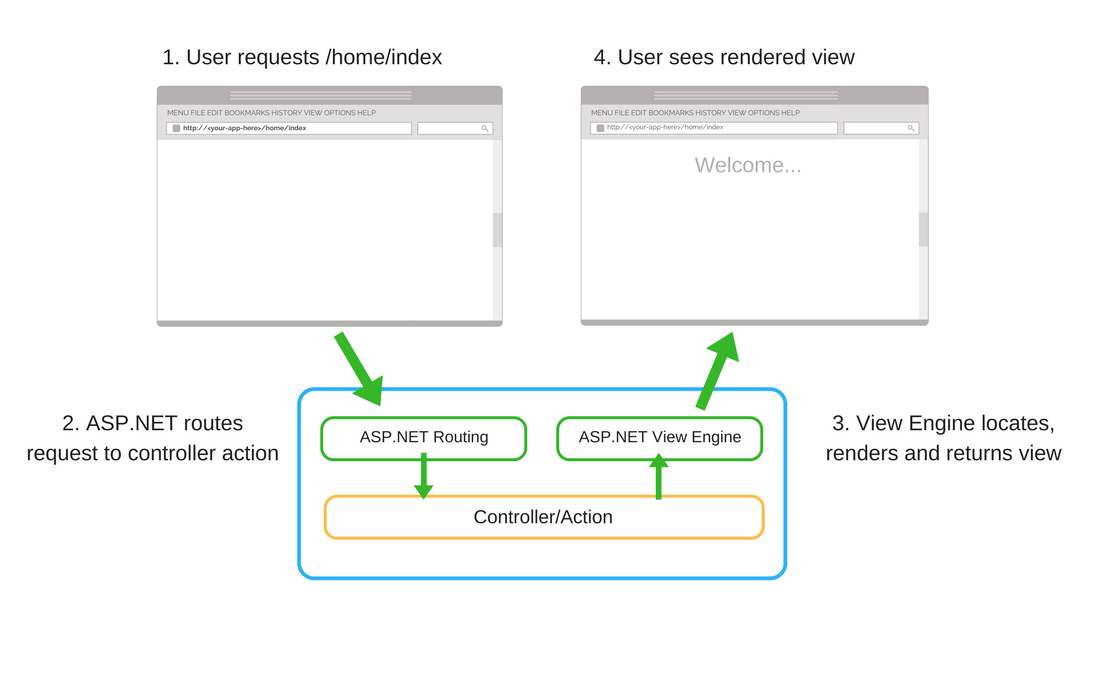 1. User requests /home/index
MENU FILE EDIT BOOKMARKS HISTORY VIEW OPTIONS HELP
http://<your-app-here>/home/index
4. User sees rendered view
MENU FILE EDIT BOOKMARKS HISTORY VIEW OPTIONS HELP
http://<your-app-here>/home/index
Welcome...
2. ASP.NET routes
request to controller action
ASP.NET Routing
ASP.NET View Engine
Controller/Action
3. View Engine locates,
renders and returns view